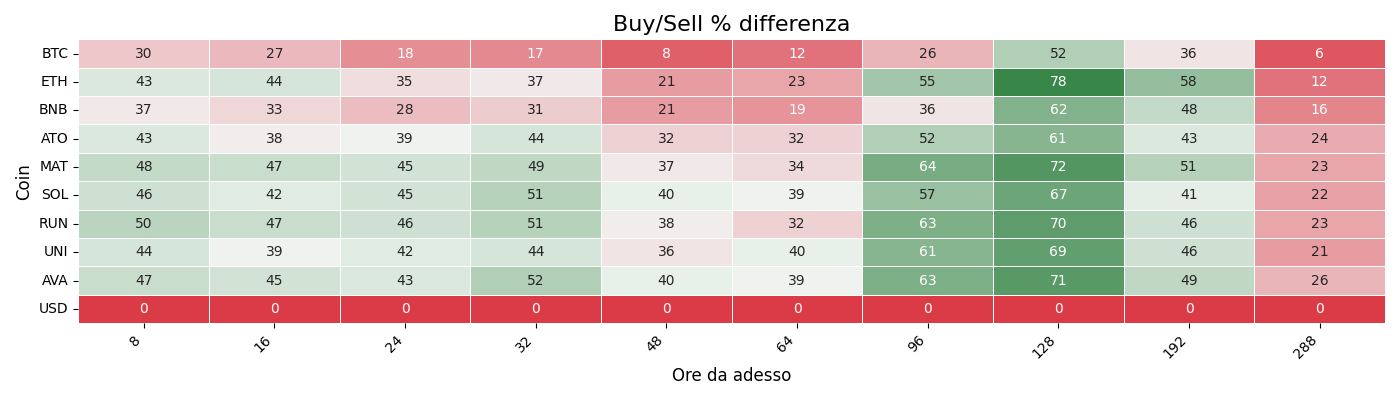 Buy/Sell % differenza
Coin
BTC 30 27 18 17 8 12 26 52 36 6
ETH 43 44 35 37 21 23 55 78 58 12
BNB 37 33 28 31 21 19 36 62 48 16
ATO 43 38 39 44 32 32 52 61 43 24
MAT 48 47 45 49 37 34 64 72 51 23
SOL 46 42 45 51 40 39 57 67 41 22
RUN 50 47 46 51 38 32 63 70 46 23
UNI 44 39 42 44 36 40 61 69 46 21
AVA 47 45 43 52 40 39 63 71 49 26
USD 0 0 0 0 0 0 0 0 0 0
8 16 24 32 48 64 96 128 192 288
Ore da adesso